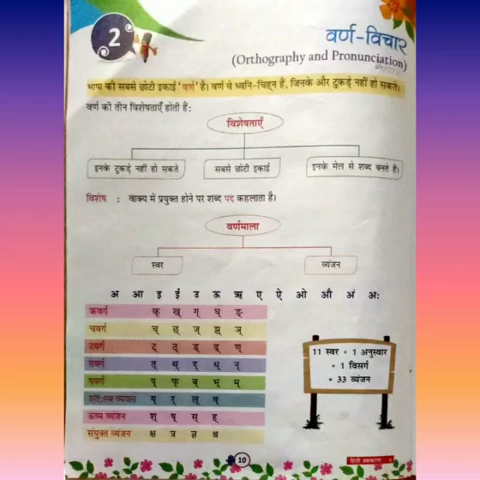 2
वर्ण-विचार
(Orthography and Pronunciation)
भाषा की सबसे छोटी इकाई 'वर्ण' है। वर्ण वे ध्वनि-चिह्न हैं, जिनके और टुकड़े नहीं हो सकते।
वर्ण की तीन विशेषताएँ होती हैं:
विशेषताएँ
इनके टुकड़े नहीं हो सकते
सबसे छोटी इकाई
इनके मेल से शब्द बनते हैं।
विशेष : वाक्य में प्रयुक्त होने पर शब्द पद कहलाता है।
वर्णमाला
स्वर
व्यंजन
अ आ इ ई उ ऊ ऋ ए ऐ ओ औ अं अः
कवर्ग क् ख् ग् घ् ङ्
चवर्ग च् छ् ज् झ् ञ्
टवर्ग ट् ठ् ड् ढ् ण्
तवर्ग त् थ् द् ध् न्
पवर्ग प् फ् ब् भ् म्
अंतःस्थ व्यंजन य् र् ल् व्
ऊष्म व्यंजन श् ष् स् ह्
संयुक्त व्यंजन क्ष त्र ज्ञ श्र
11 स्वर + 1 अनुस्वार
+ 1 विसर्ग
+ 33 व्यंजन
10
हिन्दी व्याकरण